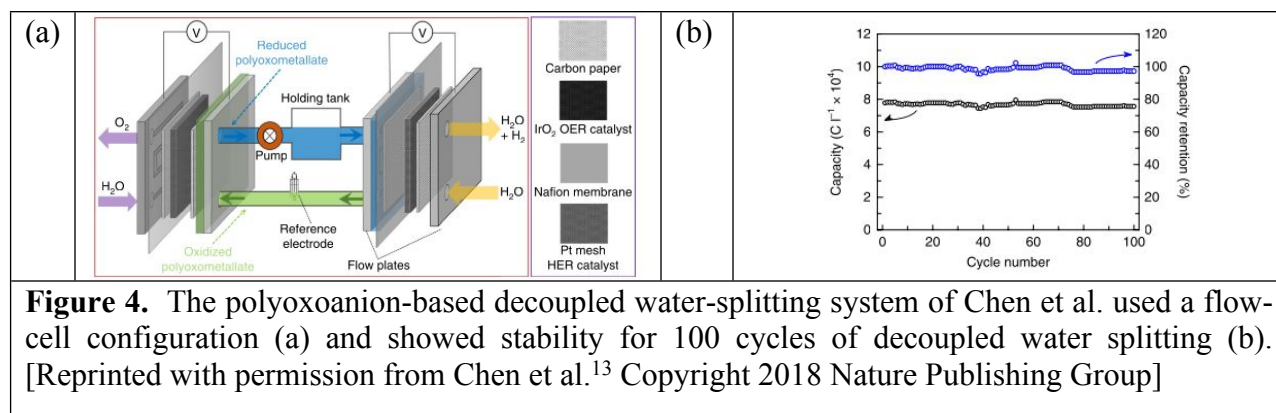 (a)
V
V
Reduced
polyoxometallate
Holding tank
O2
H2O
Pump
H2O
+ H2
H2O
Reference
electrode
Oxidized
polyoxometallate
Flow plates
Carbon paper
IrO2 OER catalyst
Nafion membrane
Pt mesh
HER catalyst
(b)
12
10
8
6
4
2
0
Capacity (C l⁻¹ × 10⁴)
0 20 40 60 80 100
Cycle number
120
100
80
60
40
20
0
Capacity retention (%)
Figure 4. The polyoxoanion-based decoupled water-splitting system of Chen et al. used a flow-
cell configuration (a) and showed stability for 100 cycles of decoupled water splitting (b).
[Reprinted with permission from Chen et al.¹³ Copyright 2018 Nature Publishing Group]